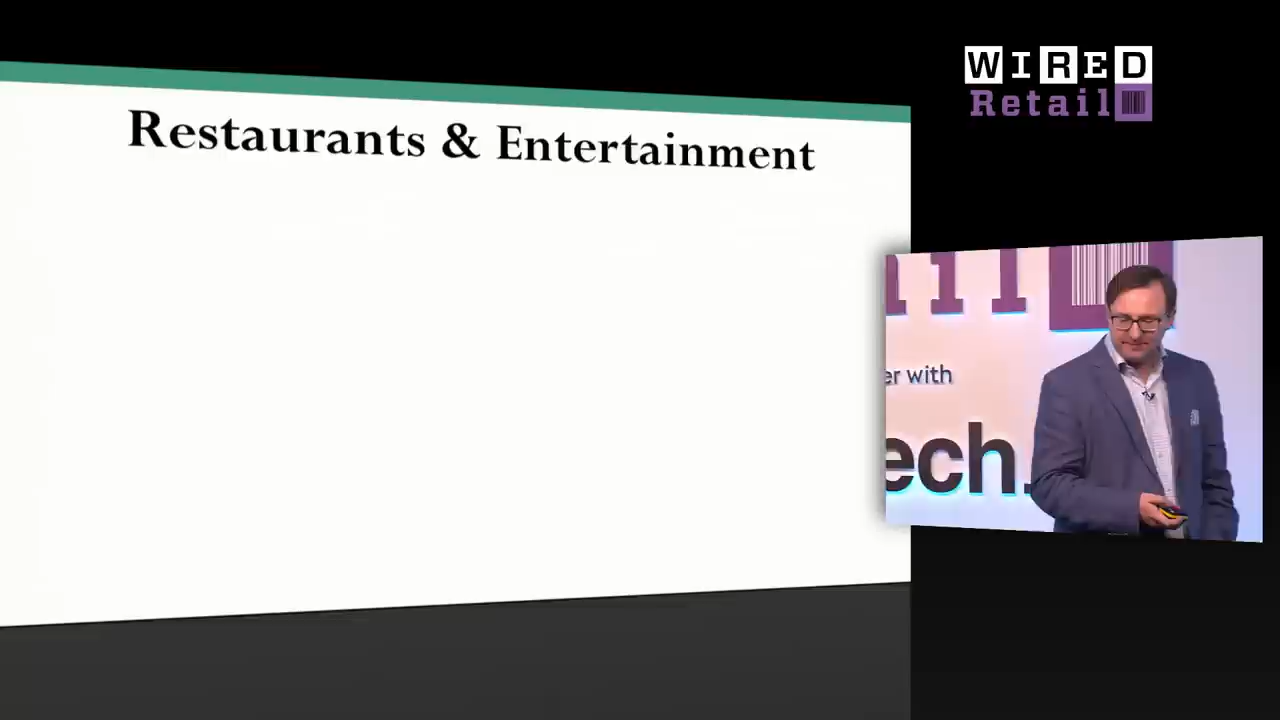 Restaurants & Entertainment
WIRED
Retail
er with
ech.